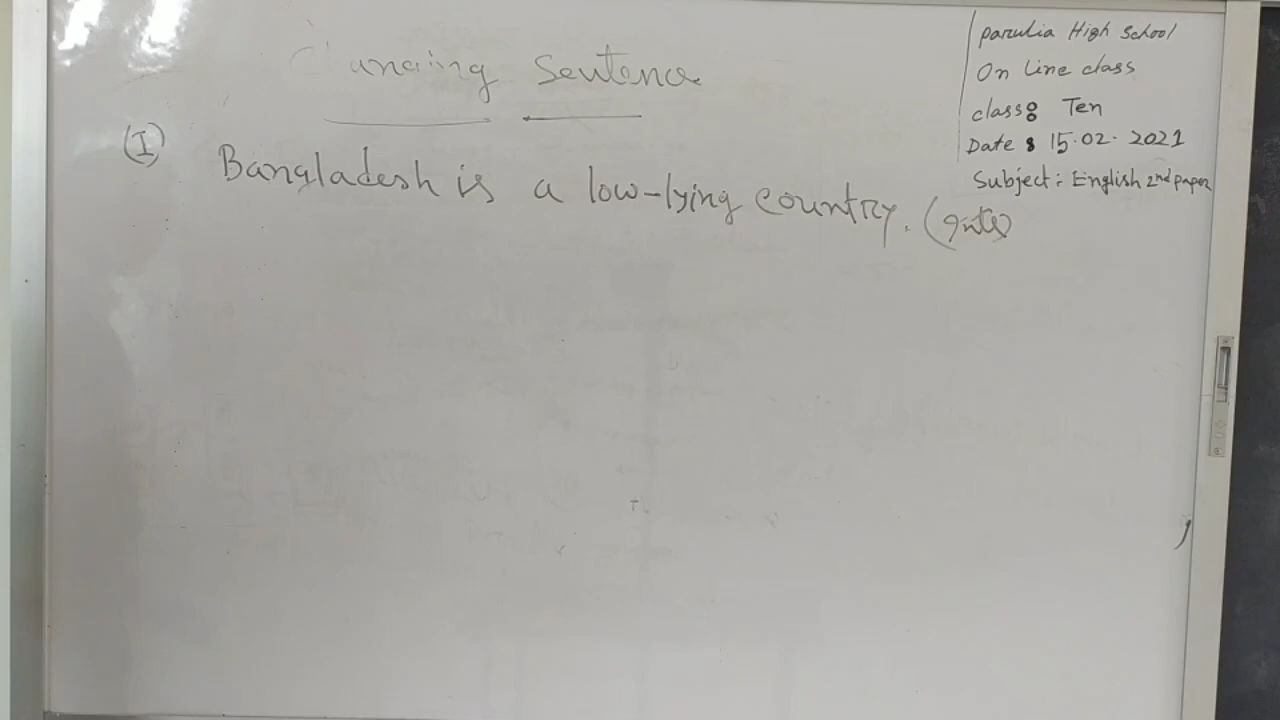 Changing Sentence
Parulia High School
On Line class
class: Ten
Date: 15.02.2021
Subject: English 2nd paper
(I) Bangladesh is a low-lying country. (